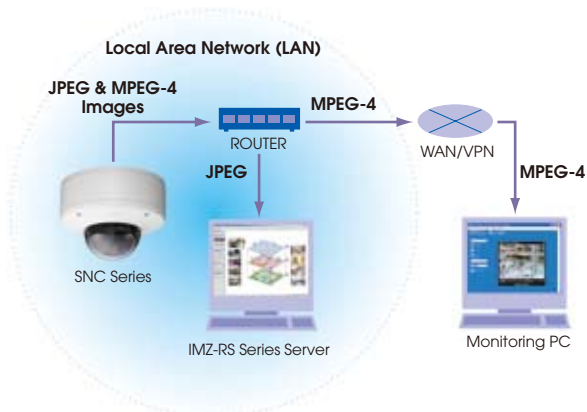 Local Area Network (LAN)
JPEG & MPEG-4
Images
MPEG-4
ROUTER
WAN/VPN
JPEG
MPEG-4
SNC Series
IMZ-RS Series Server
Monitoring PC